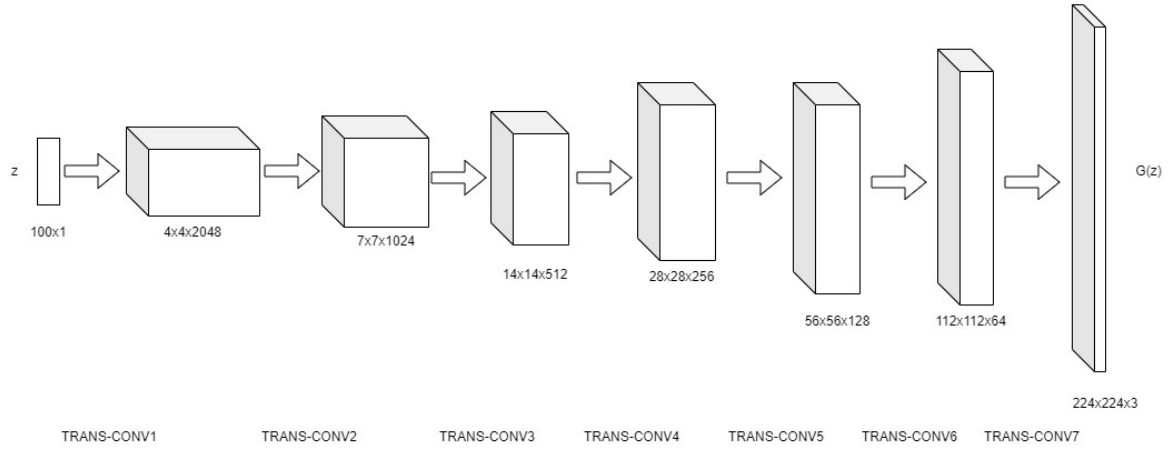 z
G(z)
100x1
4x4x2048
7x7x1024
14x14x512
28x28x256
56x56x128
112x112x64
224x224x3
TRANS-CONV1
TRANS-CONV2
TRANS-CONV3
TRANS-CONV4
TRANS-CONV5
TRANS-CONV6
TRANS-CONV7